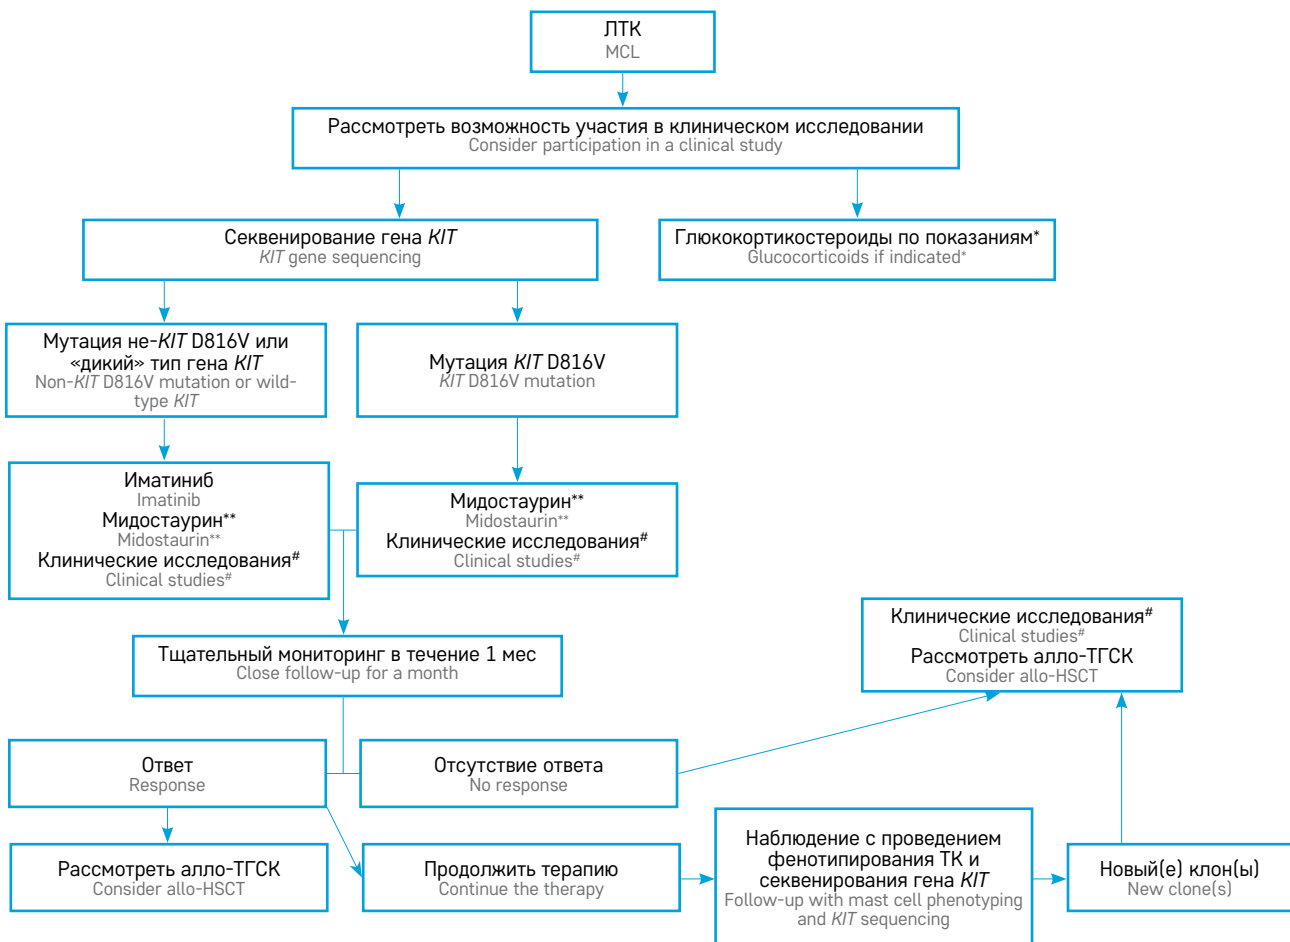 ЛТК
MCL
Рассмотреть возможность участия в клиническом исследовании
Consider participation in a clinical study
Секвенирование гена KIT
KIT gene sequencing
Глюкокортикостероиды по показаниям*
Glucocorticoids if indicated*
Мутация не-KIT D816V или
«дикий» тип гена KIT
Non-KIT D816V mutation or wild-
type KIT
Мутация KIT D816V
KIT D816V mutation
Иматиниб
Imatinib
Мидостаурин**
Midostaurin**
Клинические исследования#
Clinical studies#
Мидостаурин**
Midostaurin**
Клинические исследования#
Clinical studies#
Клинические исследования#
Clinical studies#
Рассмотреть алло-ТГСК
Consider allo-HSCT
Тщательный мониторинг в течение 1 мес
Close follow-up for a month
Ответ
Response
Отсутствие ответа
No response
Рассмотреть алло-ТГСК
Consider allo-HSCT
Продолжить терапию
Continue the therapy
Наблюдение с проведением
фенотипирования ТК и
секвенирования гена KIT
Follow-up with mast cell phenotyping
and KIT sequencing
Новый(е) клон(ы)
New clone(s)